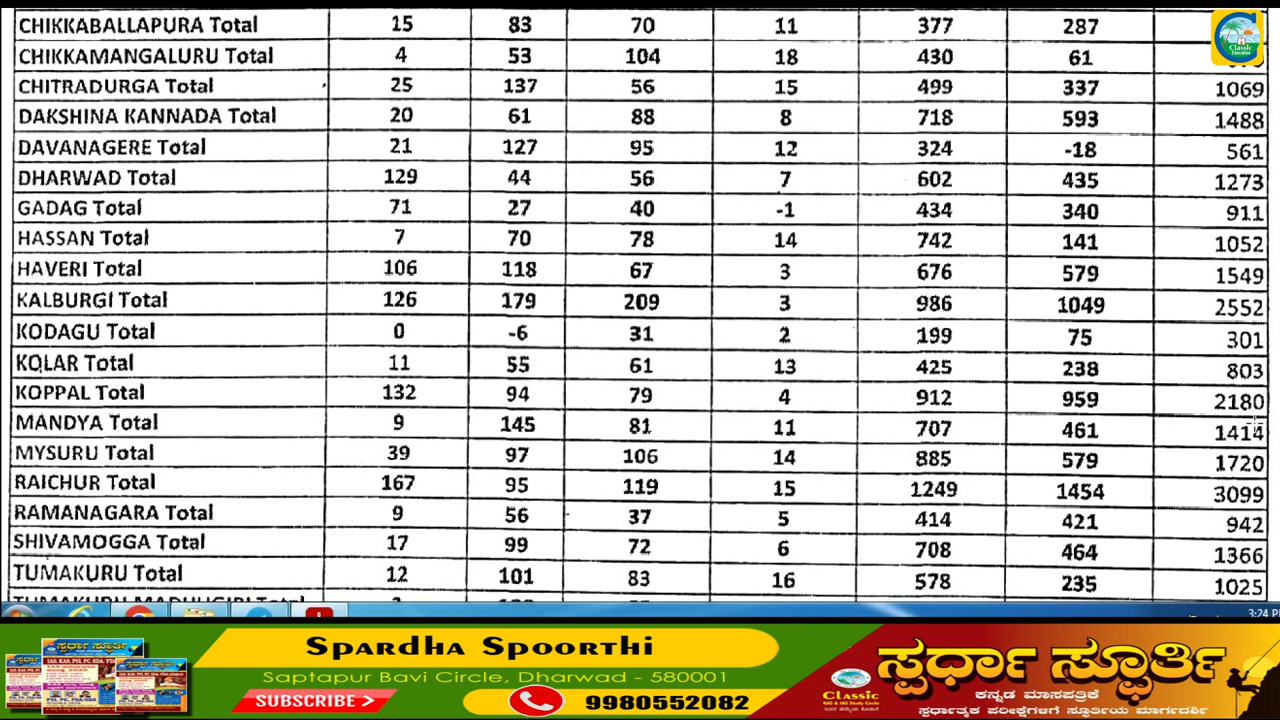 CHIKKABALLAPURA Total 15 83 70 11 377 287
CHIKKAMANGALURU Total 4 53 104 18 430 61
CHITRADURGA Total 25 137 56 15 499 337 1069
DAKSHINA KANNADA Total 20 61 88 8 718 593 1488
DAVANAGERE Total 21 127 95 12 324 -18 561
DHARWAD Total 129 44 56 7 602 435 1273
GADAG Total 71 27 40 -1 434 340 911
HASSAN Total 7 70 78 14 742 141 1052
HAVERI Total 106 118 67 3 676 579 1549
KALBURGI Total 126 179 209 3 986 1049 2552
KODAGU Total 0 -6 31 2 199 75 301
KOLAR Total 11 55 61 13 425 238 803
KOPPAL Total 132 94 79 4 912 959 2180
MANDYA Total 9 145 81 11 707 461 1414
MYSURU Total 39 97 106 14 885 579 1720
RAICHUR Total 167 95 119 15 1249 1454 3099
RAMANAGARA Total 9 56 37 5 414 421 942
SHIVAMOGGA Total 17 99 72 6 708 464 1366
TUMAKURU Total 12 101 83 16 578 235 1025
Classic
Education
3:24 P
Spardha Spoorthi
Saptapur Bavi Circle, Dharwad - 580001
SUBSCRIBE >
9980552082
Classic
ಸ್ಪರ್ಧಾ ಸ್ಫೂರ್ತಿ
ಕನ್ನಡ ಮಾಸಪತ್ರಿಕೆ
ಸ್ಪರ್ಧಾತ್ಮಕ ಪರೀಕ್ಷೆಗಳಿಗೆ ಸ್ಫೂರ್ತಿಯ ಮಾರ್ಗದರ್ಶಿ